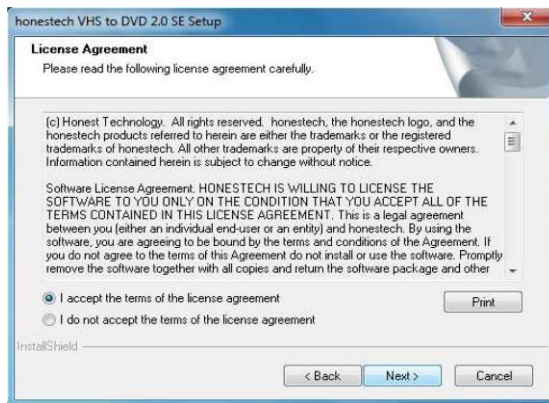 honestech VHS to DVD 2.0 SE Setup
License Agreement
Please read the following license agreement carefully.
(c) Honest Technology. All rights reserved. honestech, the honestech logo, and the
honestech products referred to herein are either the trademarks or the registered
trademarks of honestech. All other trademarks are property of their respective owners.
Information contained herein is subject to change without notice.
Software License Agreement. HONESTECH IS WILLING TO LICENSE THE
SOFTWARE TO YOU ONLY ON THE CONDITION THAT YOU ACCEPT ALL OF THE
TERMS CONTAINED IN THIS LICENSE AGREEMENT. This is a legal agreement
between you (either an individual end-user or an entity) and honestech. By using the
software, you are agreeing to be bound by the terms and conditions of the Agreement. If
you do not agree to the terms of this Agreement do not install or use the software. Promptly
remove the software together with all copies and return the software package and other
I accept the terms of the license agreement
Print
I do not accept the terms of the license agreement
InstallShield
< Back
Next >
Cancel